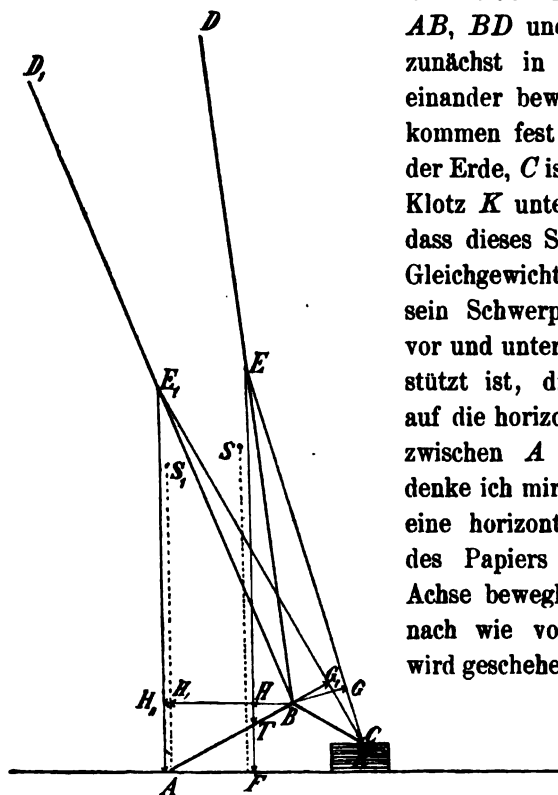 AB, BD und
zunächst in
einander bew
kommen fest
der Erde, C is
Klotz K unte
dass dieses S
Gleichgewicht
sein Schwerp
vor und unter
stützt ist, d
auf die horizo
zwischen A
denke ich mir
eine horizont
des Papiers
Achse bewegl
nach wie vo
wird geschehe
D
D₁
E₁
E
S
S₁
G₁
G
H
B
T
C
A
F